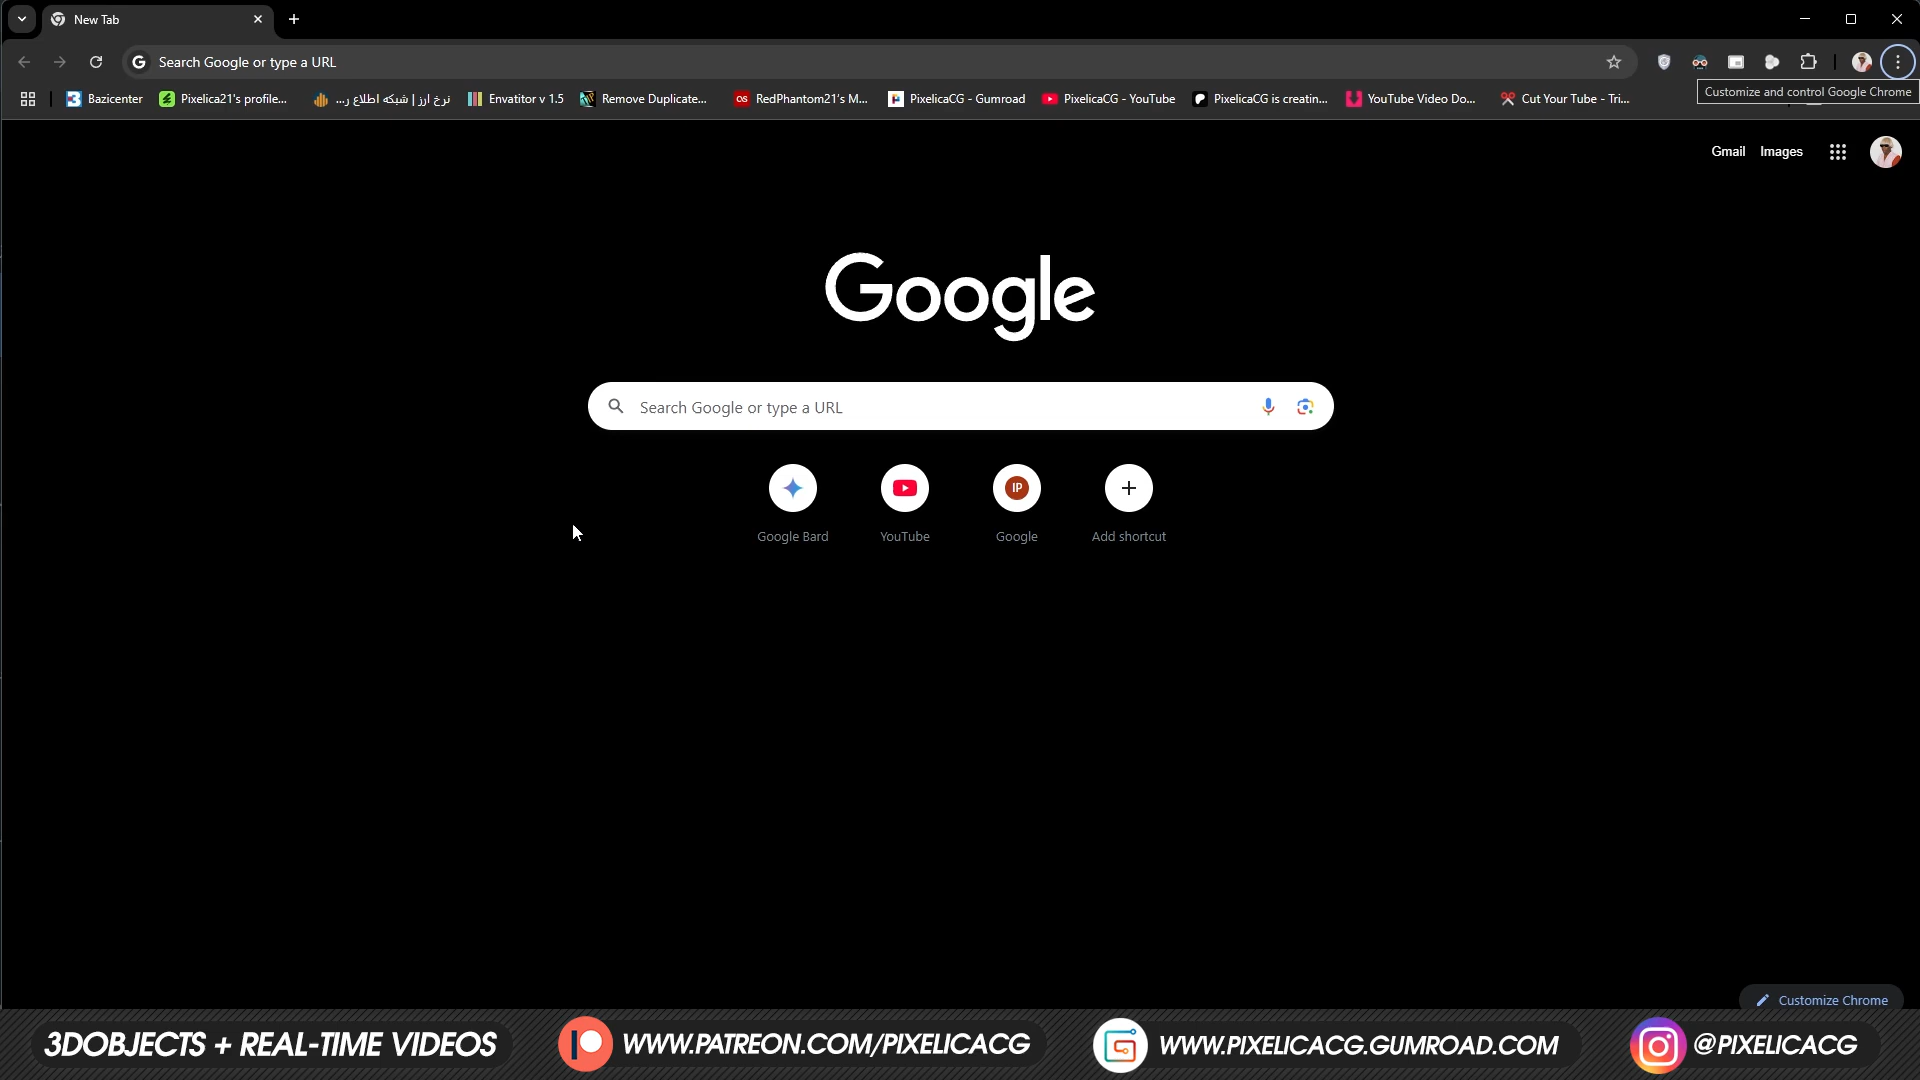 New Tab
Search Google or type a URL
Bazicenter
Pixelica21's profile...
نرخ ارز | شبکه اطلاع ر...
Envatitor v 1.5
Remove Duplicate...
RedPhantom21's M...
PixelicaCG - Gumroad
PixelicaCG - YouTube
PixelicaCG is creatin...
YouTube Video Do...
Cut Your Tube - Tri...
Customize and control Google Chrome
Gmail
Images
Google
Search Google or type a URL
IP
Google Bard
YouTube
Google
Add shortcut
Customize Chrome
3DOBJECTS + REAL-TIME VIDEOS
WWW.PATREON.COM/PIXELICACG
WWW.PIXELICACG.GUMROAD.COM
@PIXELICACG